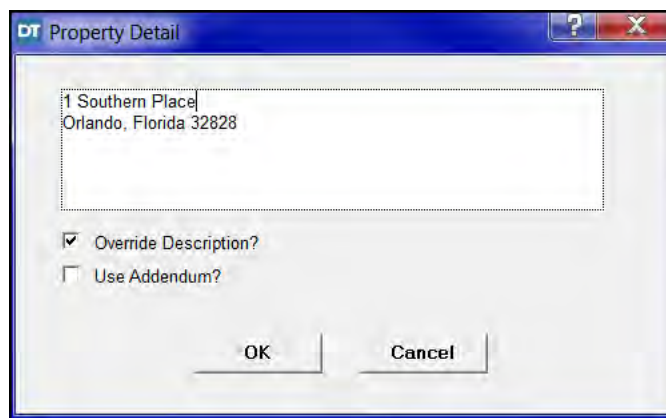 DT Property Detail
1 Southern Place
Orlando, Florida 32828
Override Description?
Use Addendum?
OK Cancel